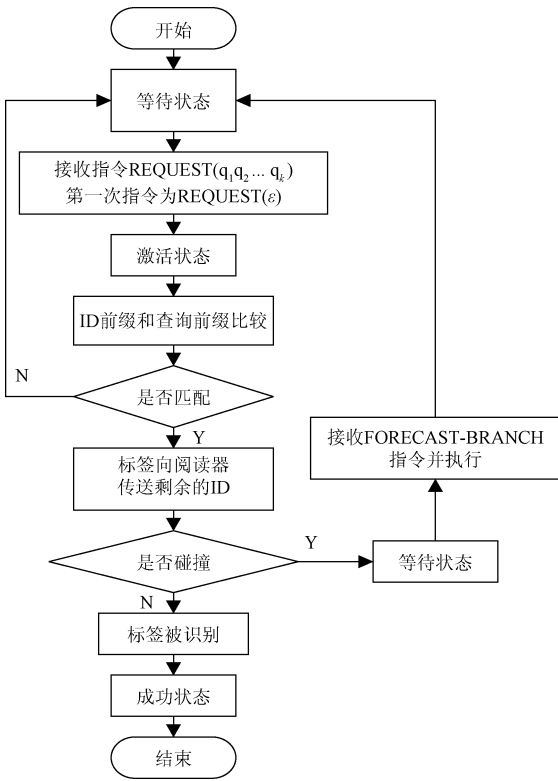 开始
等待状态
接收指令REQUEST(q₁q₂ ... qₖ)
第一次指令为REQUEST(ε)
激活状态
ID前缀和查询前缀比较
N
是否匹配
Y
标签向阅读器
传送剩余的ID
接收FORECAST-BRANCH
指令并执行
是否碰撞
Y
等待状态
N
标签被识别
成功状态
结束